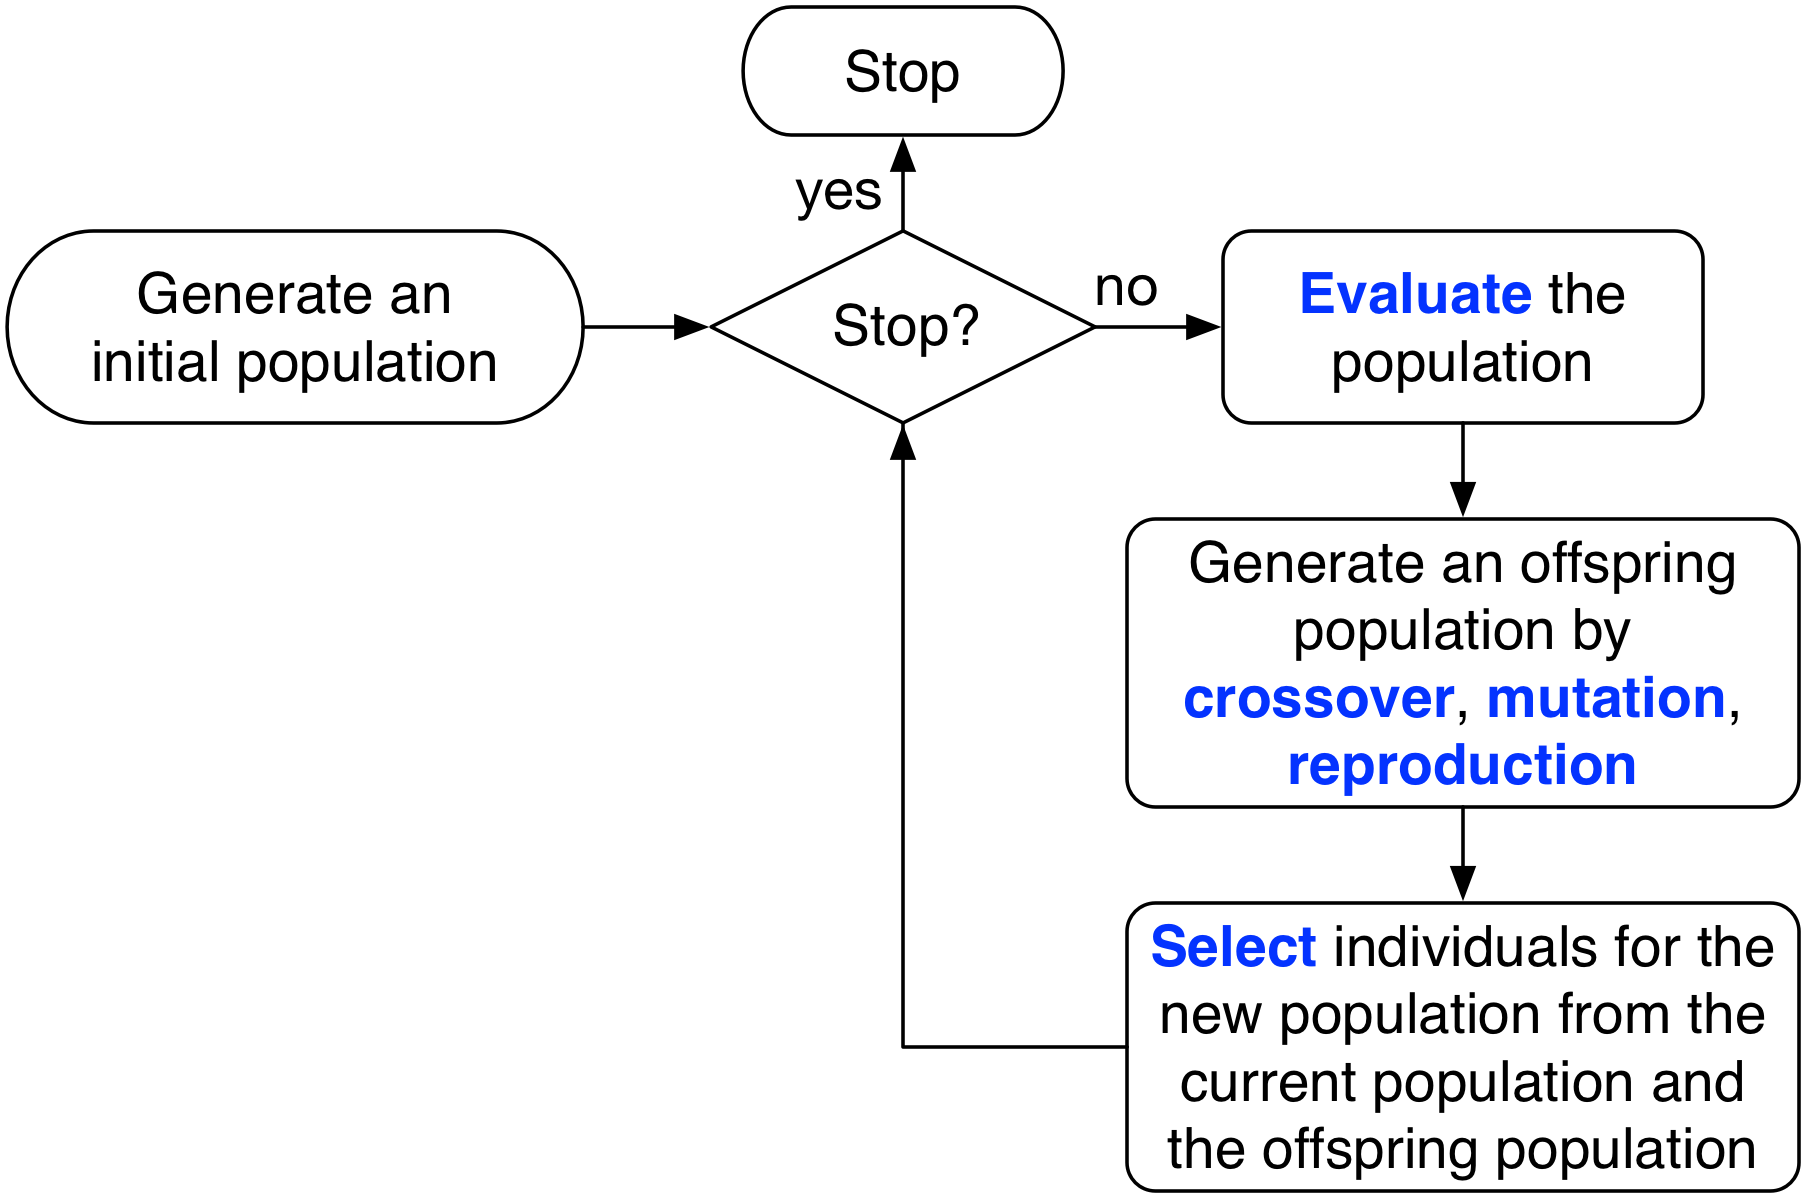 Stop
yes
Generate an
initial population
Stop?
no
Evaluate the
population
Generate an offspring
population by
crossover, mutation,
reproduction
Select individuals for the
new population from the
current population and
the offspring population